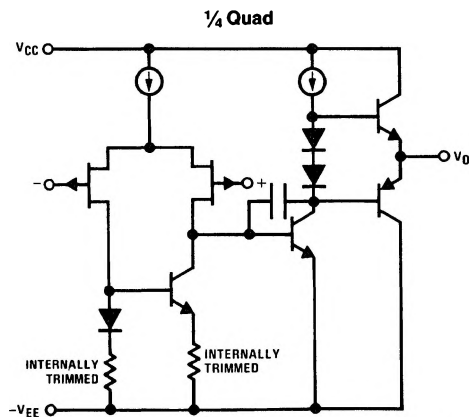 ¼ Quad
VCC
VO
−
+
INTERNALLY
TRIMMED
INTERNALLY
TRIMMED
-VEE